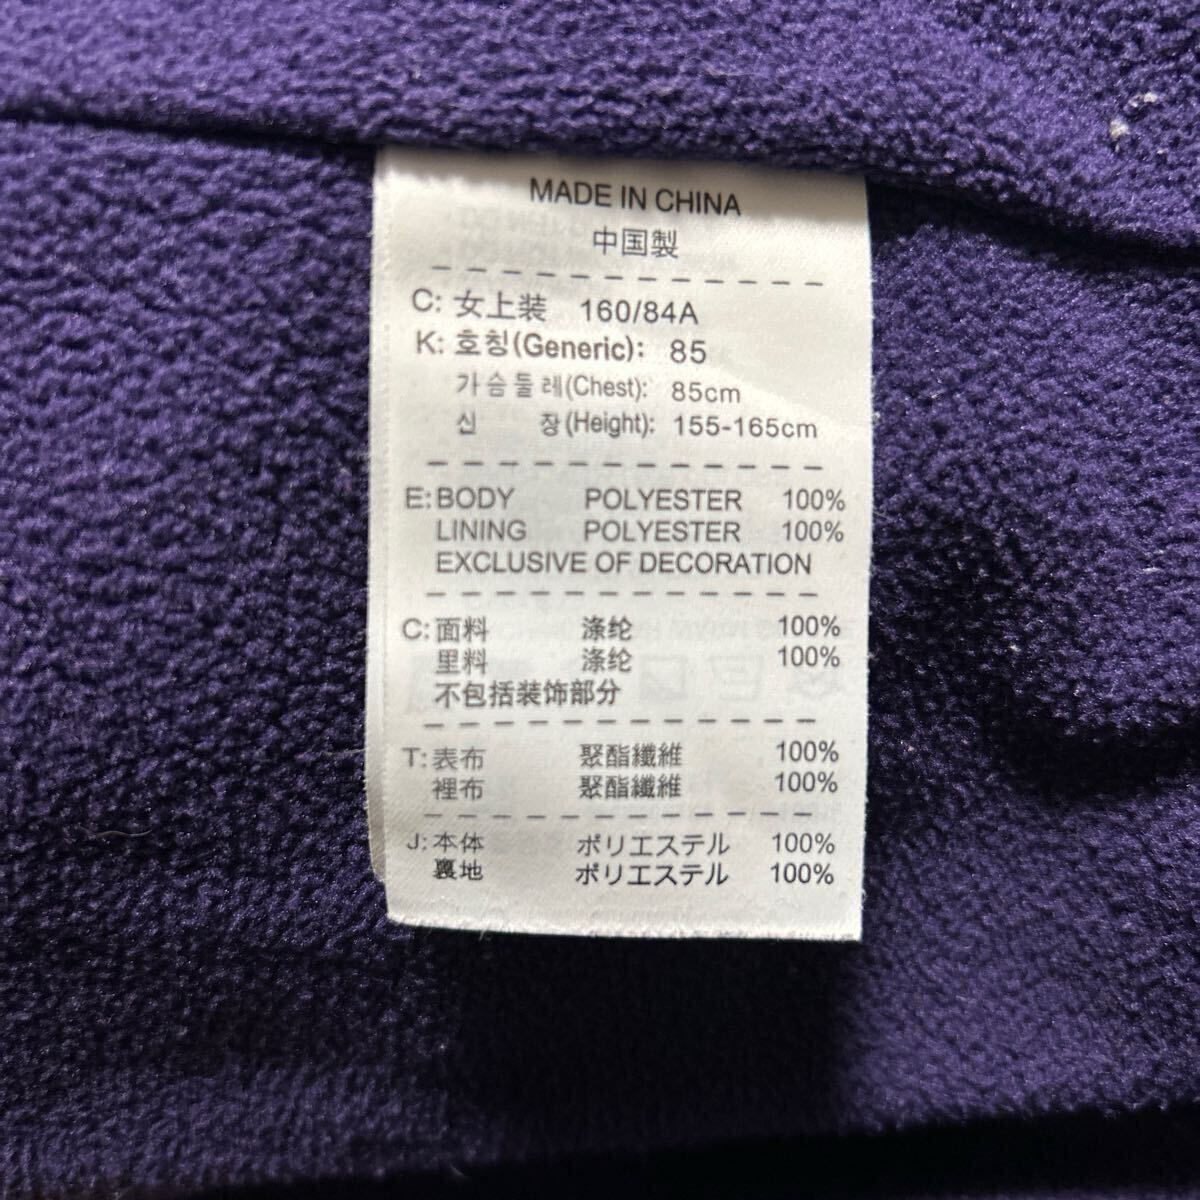 MADE IN CHINA
中国製
C: 女上装 160/84A
K: 호칭(Generic): 85
가슴둘레(Chest): 85cm
신 장(Height): 155-165cm
E: BODY POLYESTER 100%
LINING POLYESTER 100%
EXCLUSIVE OF DECORATION
C: 面料 涤纶 100%
里料 涤纶 100%
不包括装饰部分
T: 表布 聚酯纖維 100%
裡布 聚酯纖維 100%
J: 本体 ポリエステル 100%
裏地 ポリエステル 100%